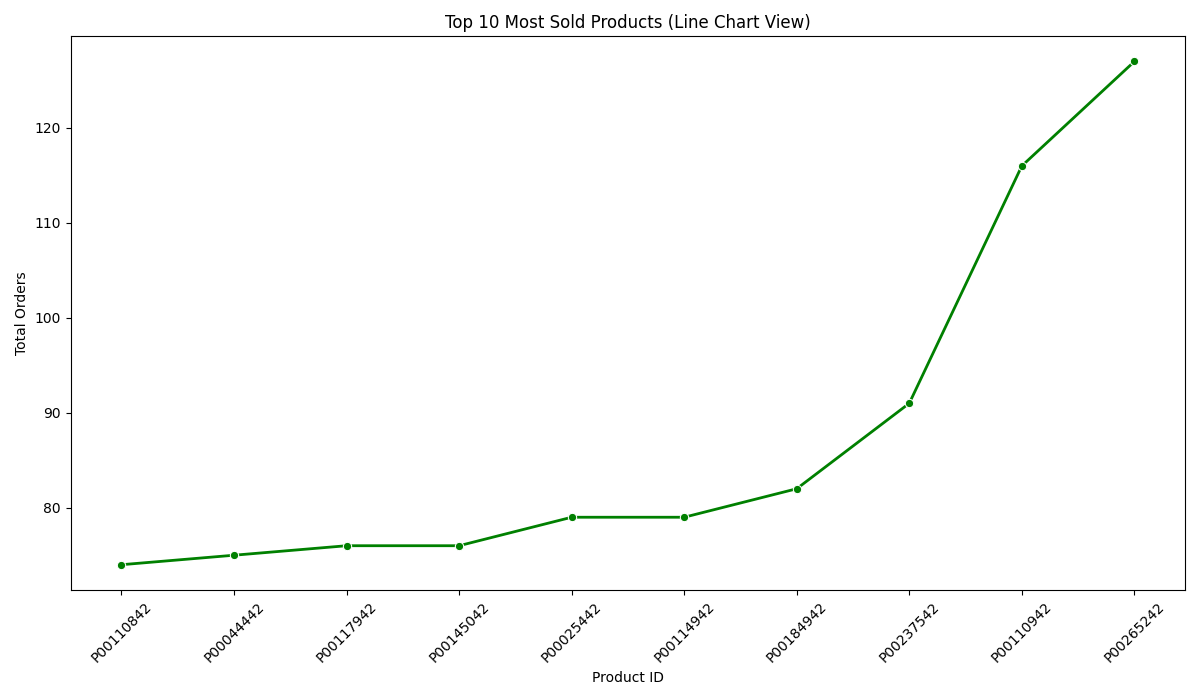 Top 10 Most Sold Products (Line Chart View)
Total Orders
120
110
100
90
80
P00110842
P00044442
P00117942
P00145042
P00025442
P00114942
P00184942
P00237542
P00110942
P00265242
Product ID